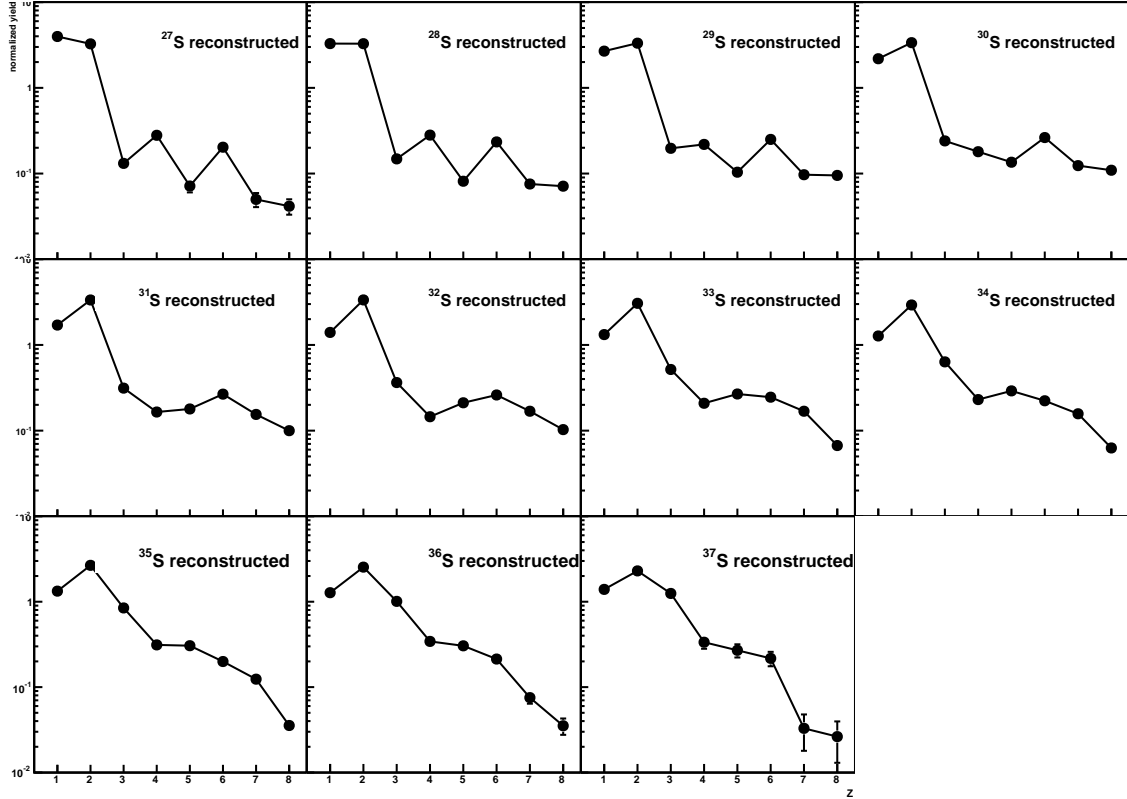 normalized yield
10
1
10-1
10-2
27S reconstructed
28S reconstructed
29S reconstructed
30S reconstructed
1
10-1
31S reconstructed
32S reconstructed
33S reconstructed
34S reconstructed
1
10-1
10-2
35S reconstructed
36S reconstructed
37S reconstructed
1 2 3 4 5 6 7 8
1 2 3 4 5 6 7 8
1 2 3 4 5 6 7 8
Z